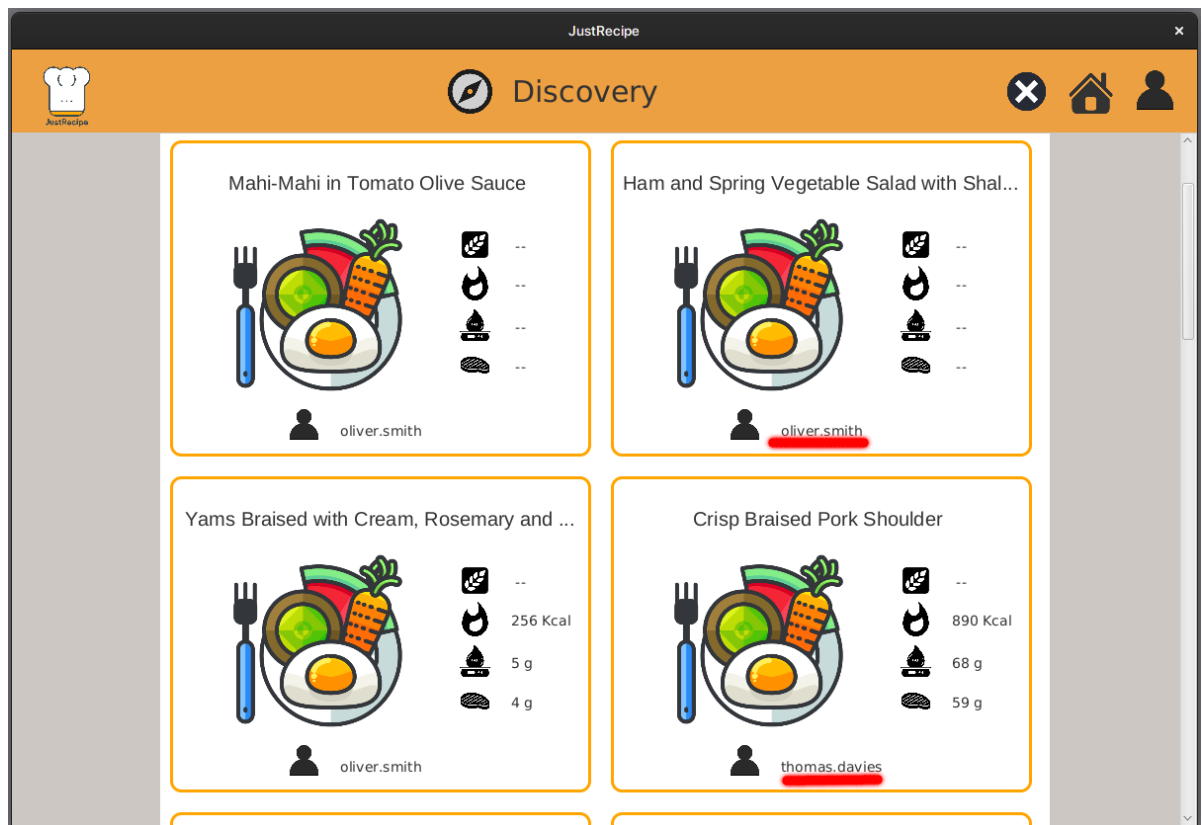 JustRecipe
{ }
...
JustRecipe
Discovery
Mahi-Mahi in Tomato Olive Sauce
--
--
--
--
oliver.smith
Ham and Spring Vegetable Salad with Shal...
--
--
--
--
oliver.smith
Yams Braised with Cream, Rosemary and ...
--
256 Kcal
5 g
4 g
oliver.smith
Crisp Braised Pork Shoulder
--
890 Kcal
68 g
59 g
thomas.davies